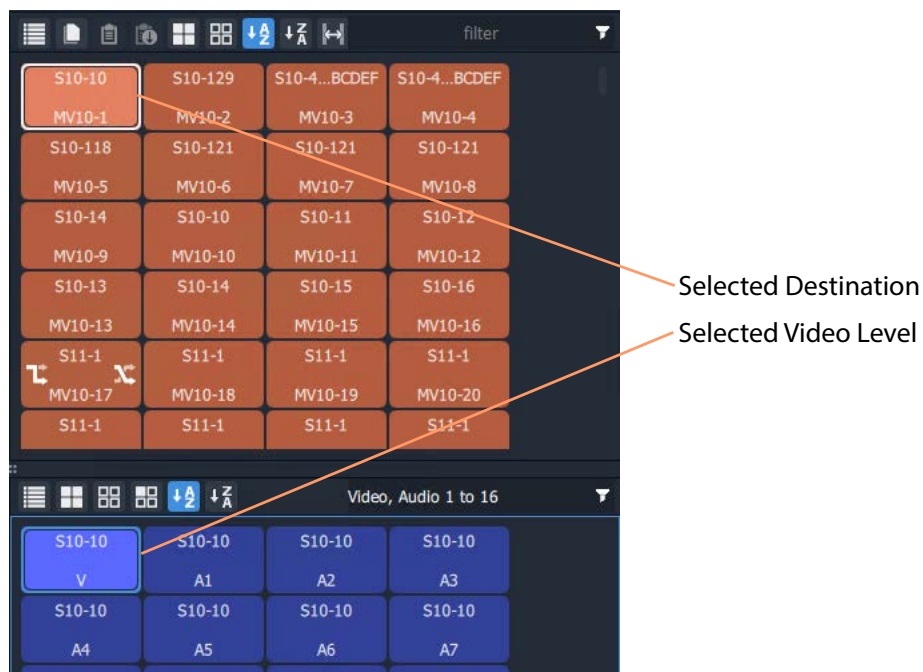 filter
S10-10 S10-129 S10-4...BCDEF S10-4...BCDEF
MV10-1 MV10-2 MV10-3 MV10-4
S10-118 S10-121 S10-121 S10-121
MV10-5 MV10-6 MV10-7 MV10-8
S10-14 S10-10 S10-11 S10-12
MV10-9 MV10-10 MV10-11 MV10-12
S10-13 S10-14 S10-15 S10-16
MV10-13 MV10-14 MV10-15 MV10-16
S11-1 S11-1 S11-1 S11-1
MV10-17 MV10-18 MV10-19 MV10-20
S11-1 S11-1 S11-1 S11-1
Selected Destination
Selected Video Level
Video, Audio 1 to 16
S10-10 S10-10 S10-10 S10-10
V A1 A2 A3
S10-10 S10-10 S10-10 S10-10
A4 A5 A6 A7